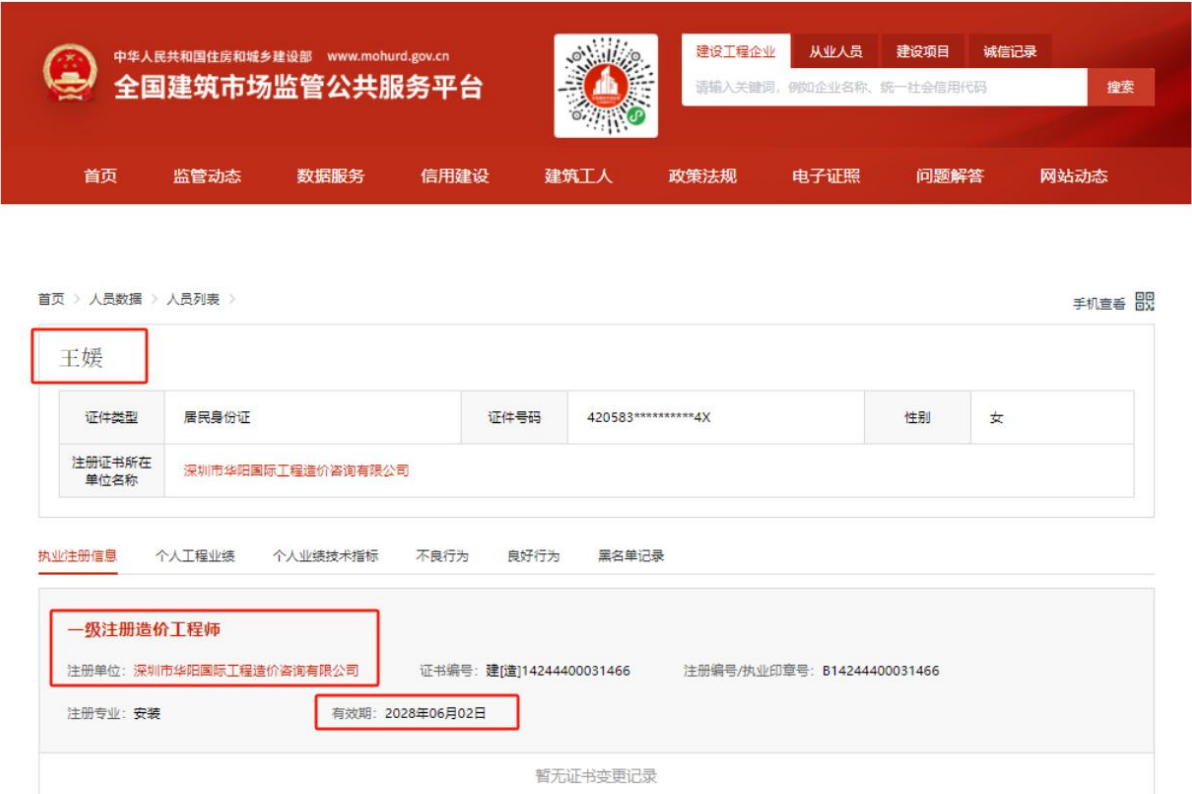 中华人民共和国住房和城乡建设部 www.mohurd.gov.cn
全国建筑市场监管公共服务平台
建设工程企业 从业人员 建设项目 诚信记录
请输入关键词，例如企业名称、统一社会信用代码 搜索
首页 监管动态 数据服务 信用建设 建筑工人 政策法规 电子证照 问题解答 网站动态
首页 > 人员数据 > 人员列表 >
手机查看
王媛
证件类型 居民身份证 证件号码 420583**********4X 性别 女
注册证书所在
单位名称
深圳市华阳国际工程造价咨询有限公司
执业注册信息 个人工程业绩 个人业绩技术指标 不良行为 良好行为 黑名单记录
一级注册造价工程师
注册单位：深圳市华阳国际工程造价咨询有限公司 证书编号：建[造]14244400031466 注册编号/执业印章号：B14244400031466
注册专业：安装 有效期：2028年06月02日
暂无证书变更记录